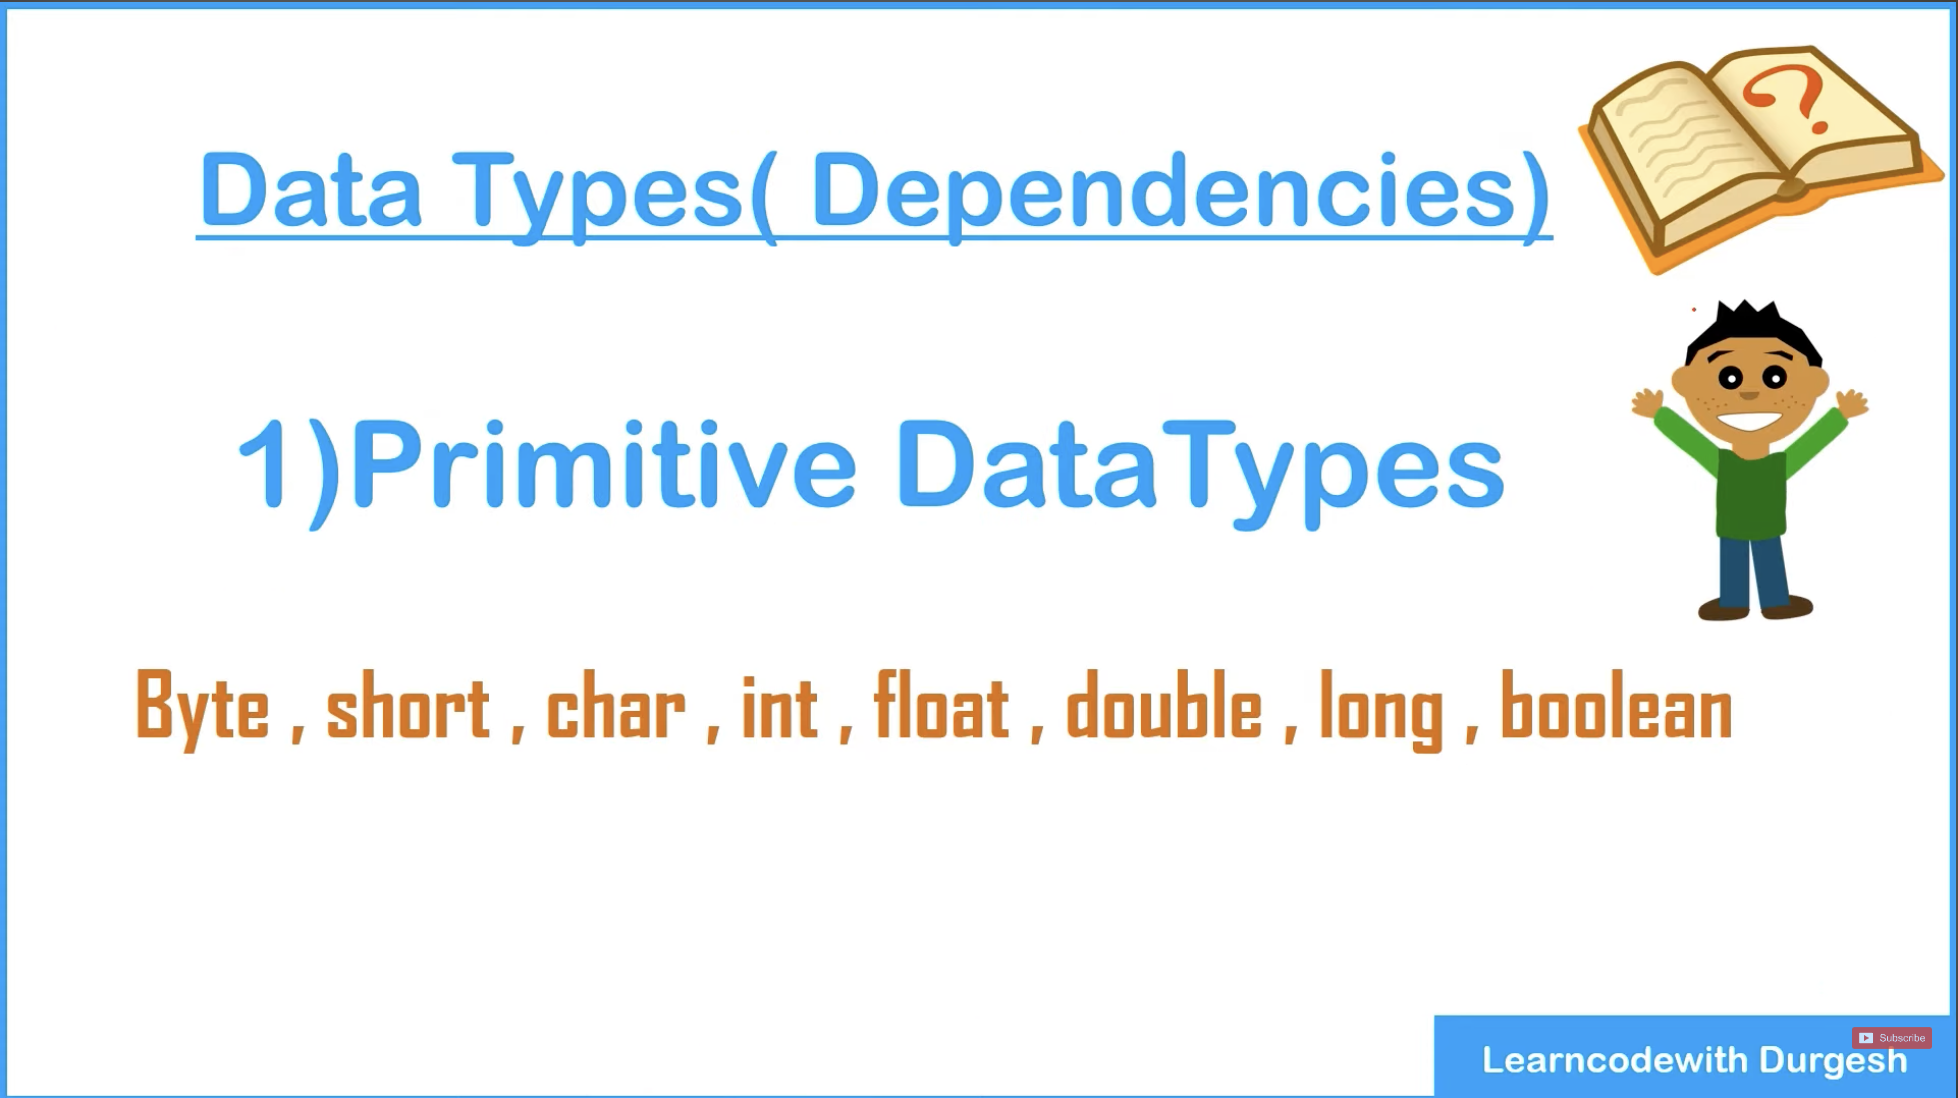 Data Types( Dependencies)
?
1)Primitive DataTypes
Byte , short , char , int , float , double , long , boolean
Subscribe
Learncodewith Durgesh